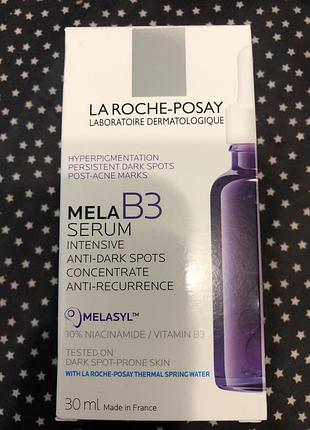 LA ROCHE-POSAY
LABORATOIRE DERMATOLOGIQUE
HYPERPIGMENTATION
PERSISTENT DARK SPOTS
POST-ACNE MARKS
MELA B3
SERUM
INTENSIVE
ANTI-DARK SPOTS
CONCENTRATE
ANTI-RECURRENCE
MELASYL™
10% NIACINAMIDE / VITAMIN B3
TESTED ON
DARK SPOT-PRONE SKIN
WITH LA ROCHE-POSAY THERMAL SPRING WATER
30 ml Made in France